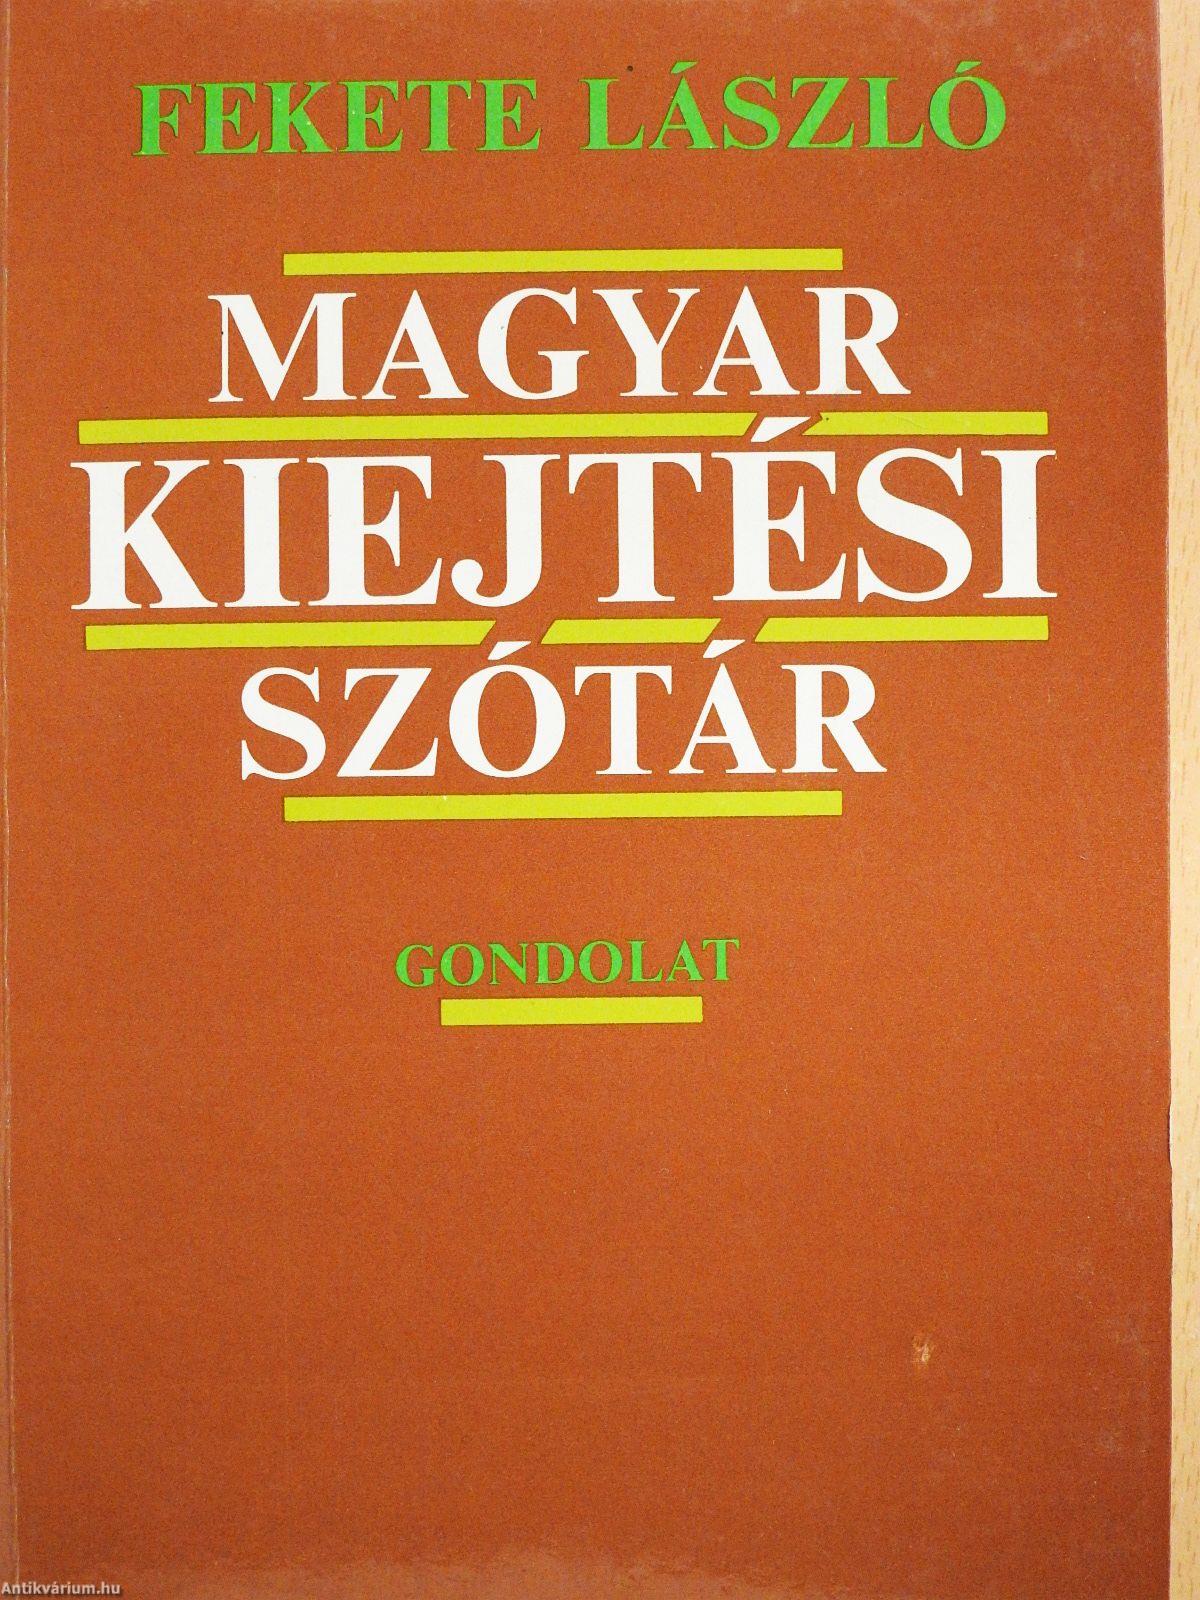 FEKETE LÁSZLÓ
MAGYAR
KIEJTÉSI
SZÓTÁR
GONDOLAT
Antikvárium.hu